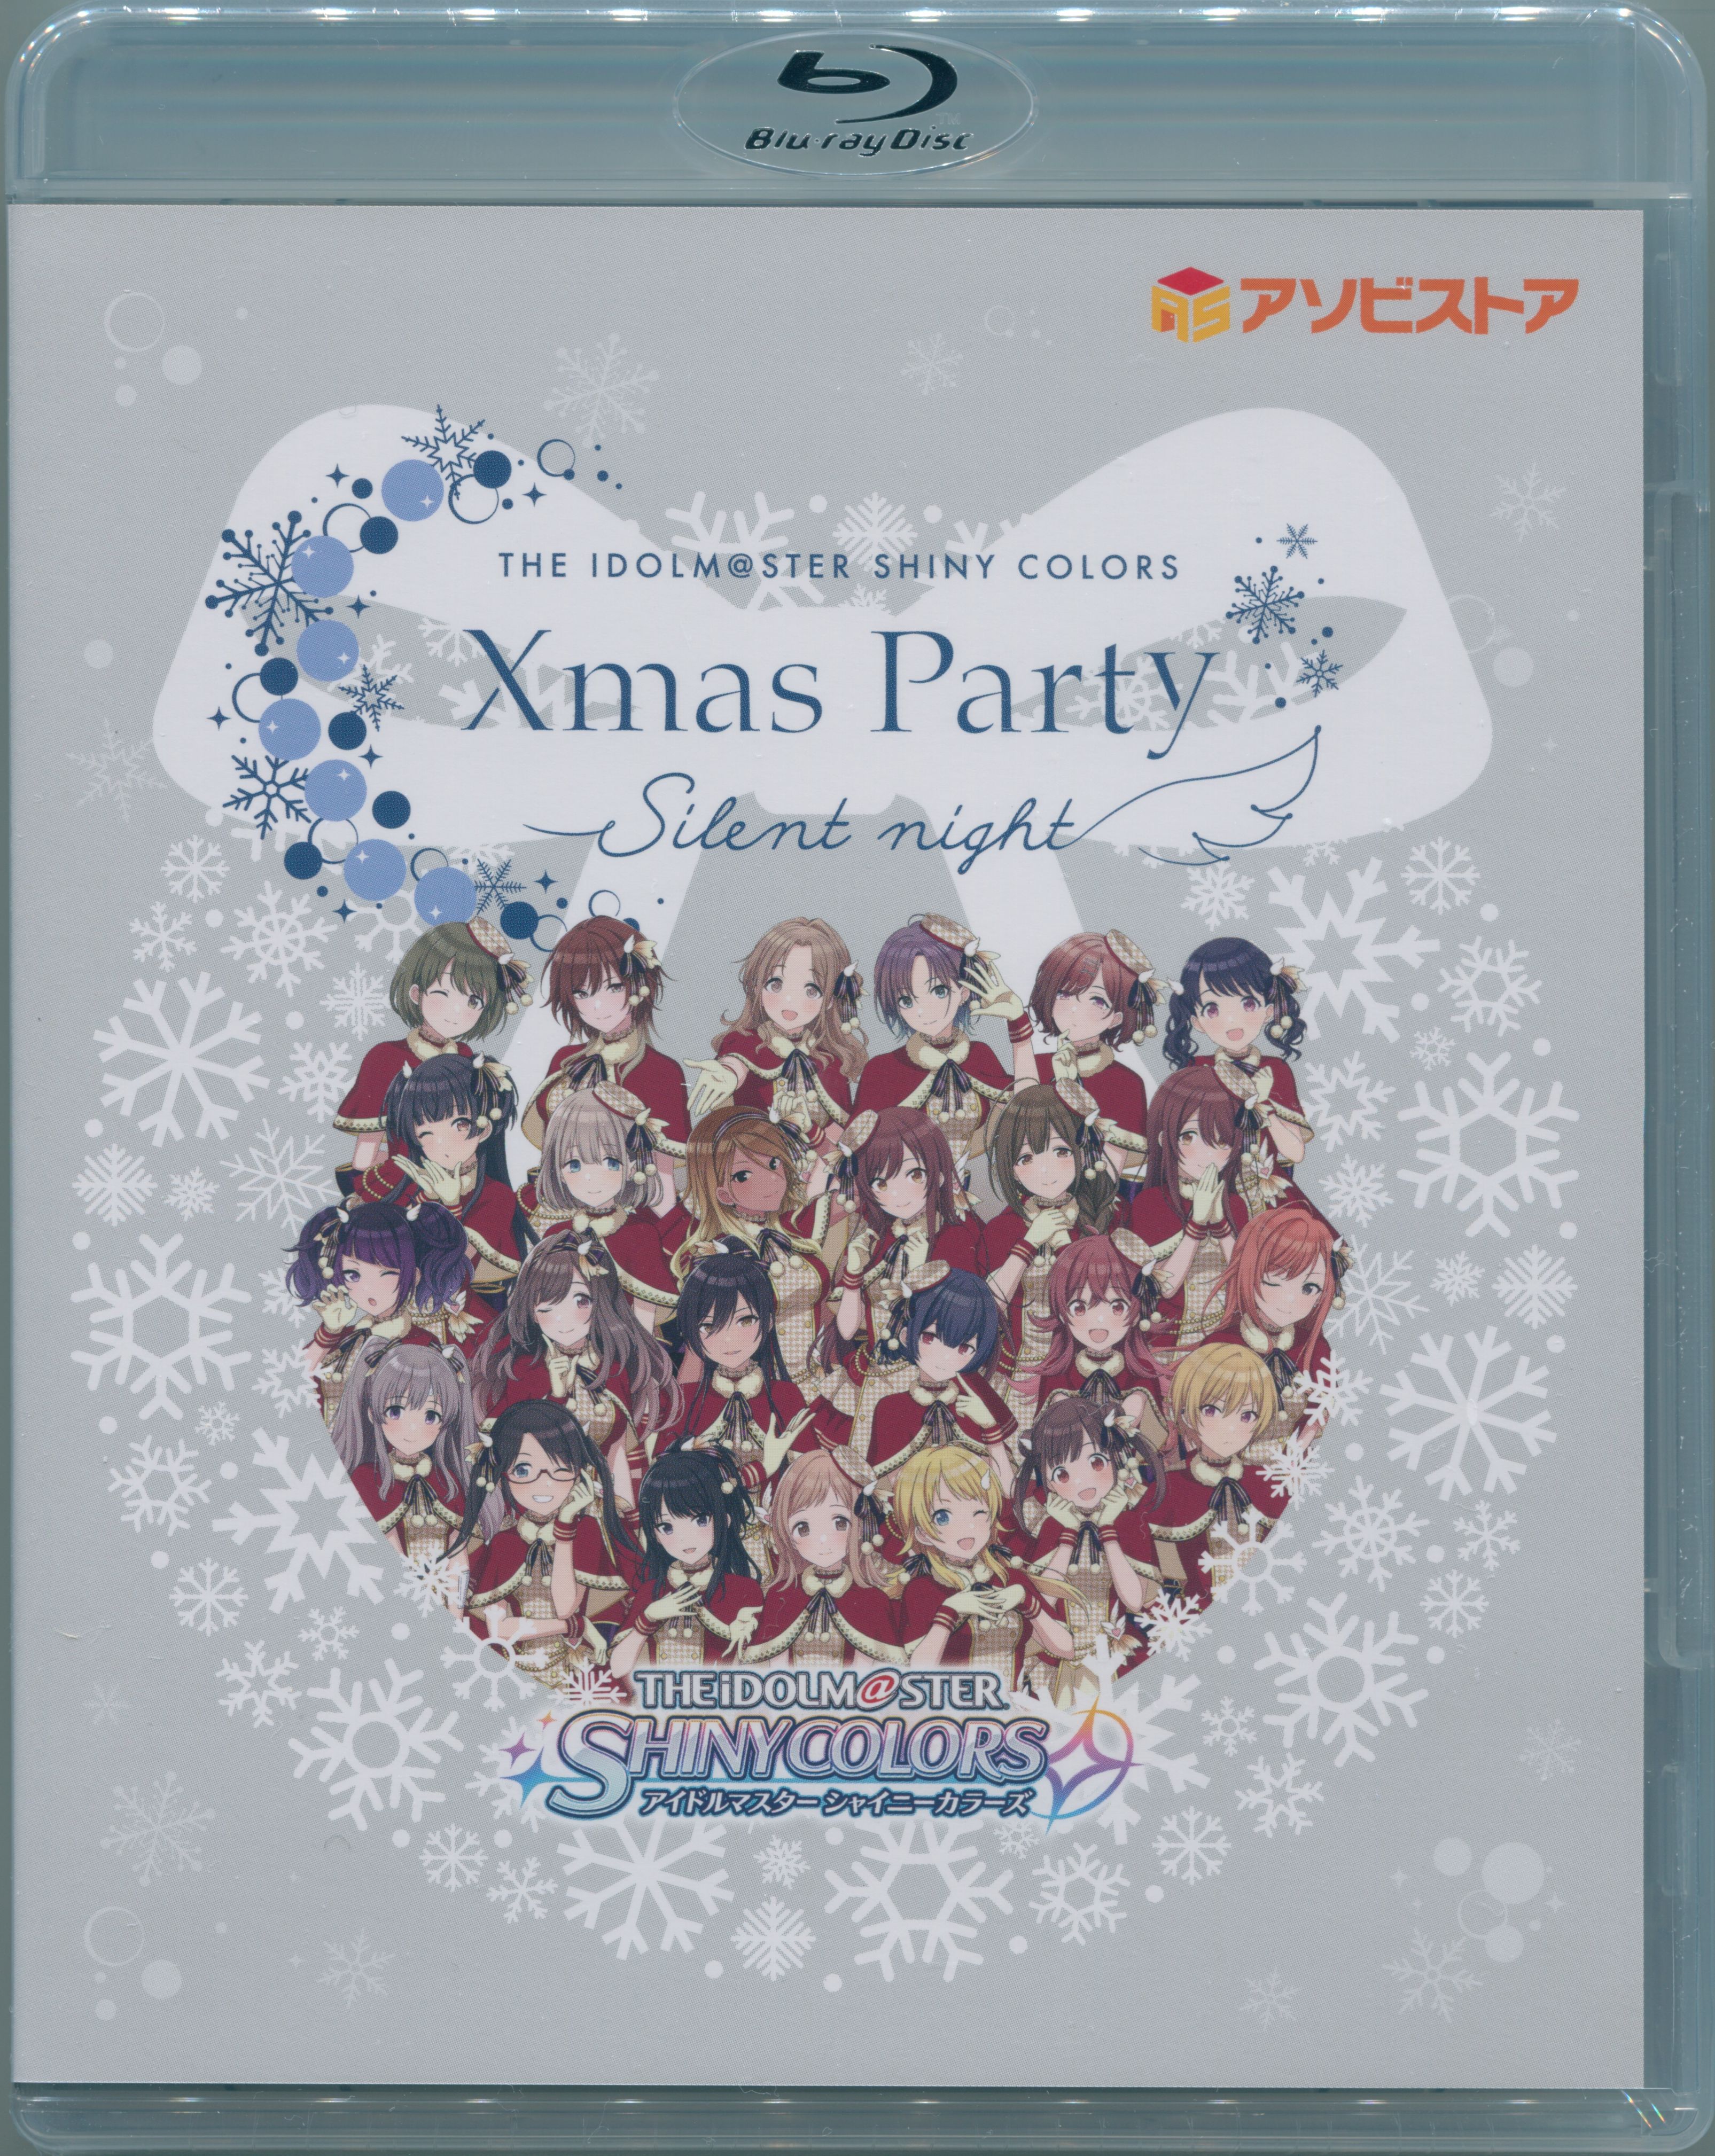 Blu-ray Disc
TM
AS アソビストア
THE IDOLM@STER SHINY COLORS
Xmas Party
Silent night
THE iDOLM@STER
SHINY COLORS
アイドルマスター シャイニーカラーズ